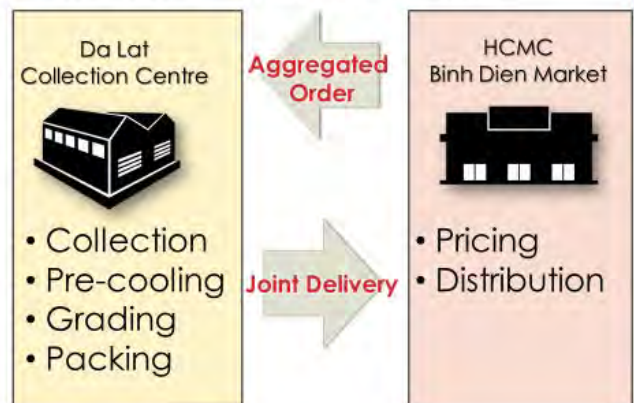 Da Lat
Collection Centre
• Collection
• Pre-cooling
• Grading
• Packing
Aggregated
Order
Joint Delivery
HCMC
Binh Dien Market
• Pricing
• Distribution